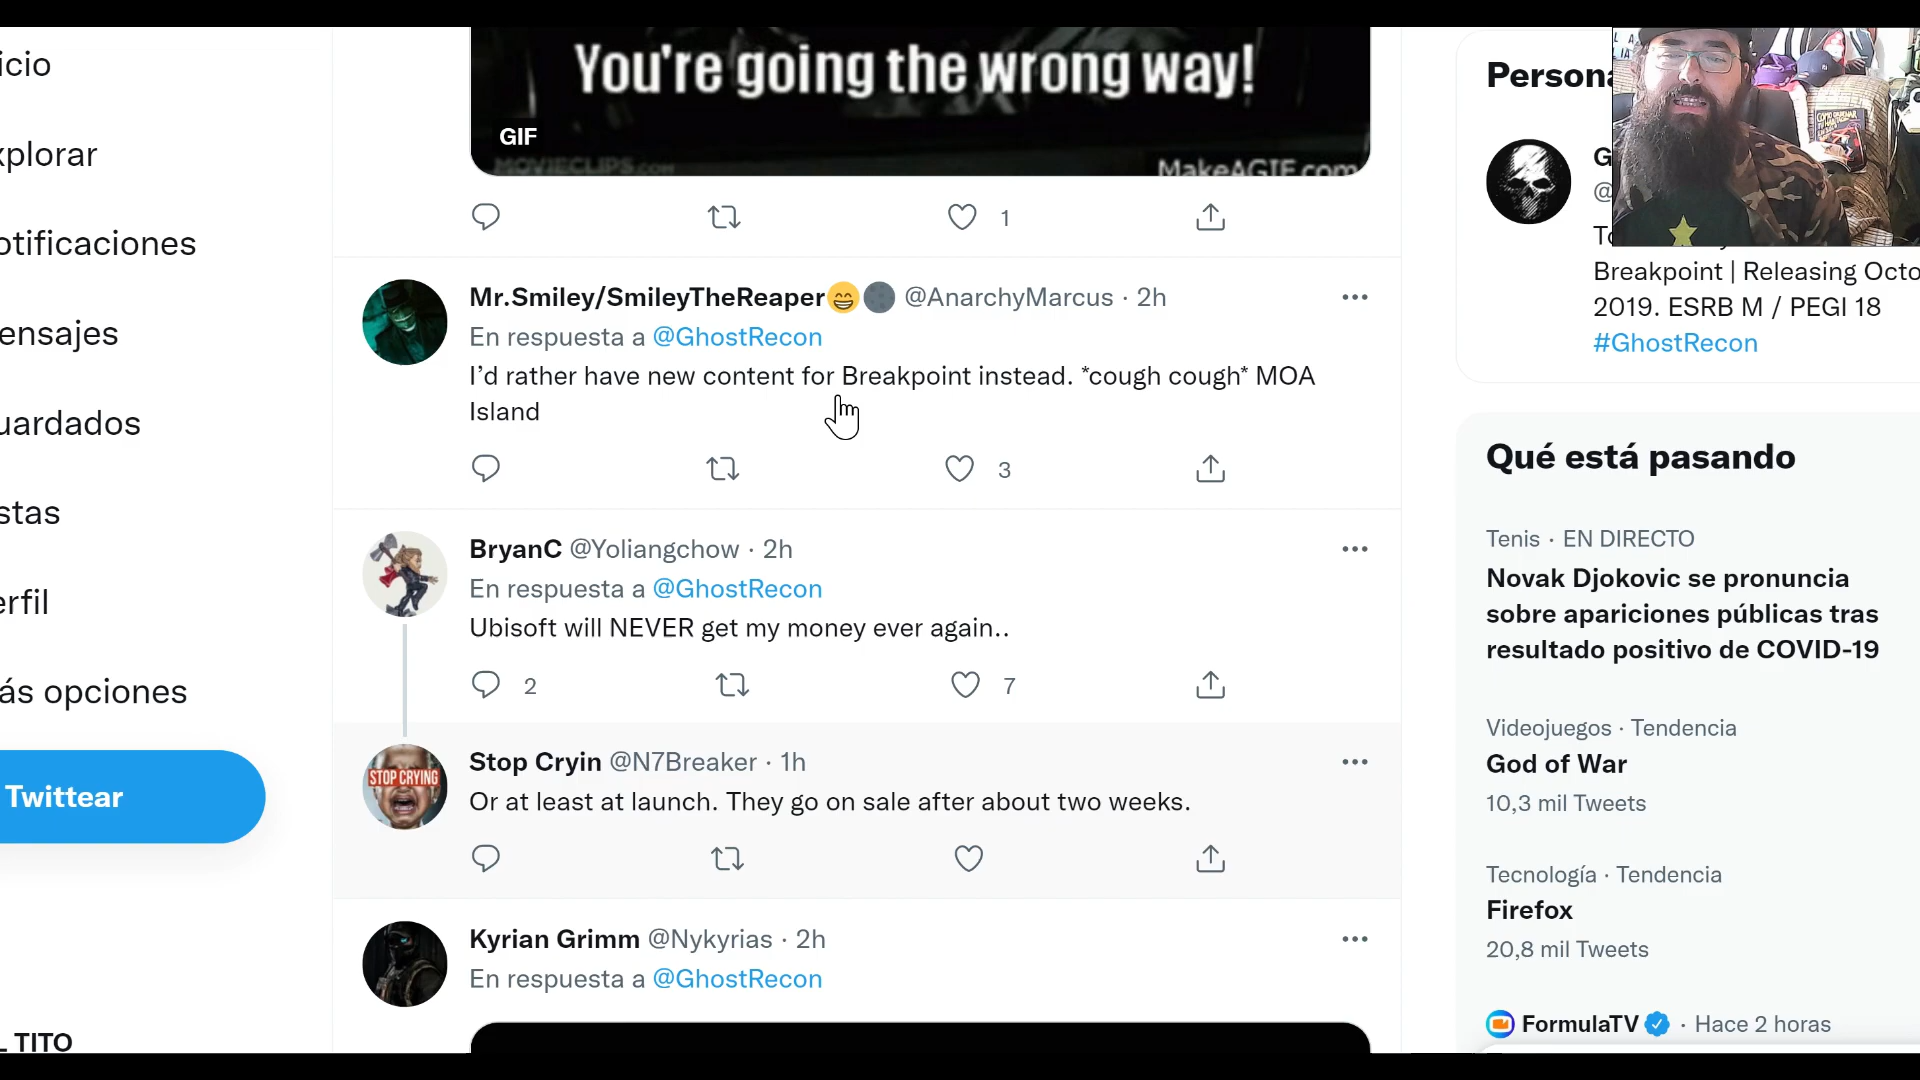 icio
xplorar
otificaciones
ensajes
uardados
stas
erfil
ás opciones
Twittear
L TITO
You're going the wrong way!
GIF
MOVIECLIPS.com
MakeAGIF.com
1
Mr.Smiley/SmileyTheReaper😁🌑 @AnarchyMarcus · 2h
En respuesta a @GhostRecon
I’d rather have new content for Breakpoint instead. *cough cough* MOA
Island
3
BryanC @Yoliangchow · 2h
En respuesta a @GhostRecon
Ubisoft will NEVER get my money ever again..
2
7
Stop Cryin @N7Breaker · 1h
STOP CRYING
Or at least at launch. They go on sale after about two weeks.
Kyrian Grimm @Nykyrias · 2h
En respuesta a @GhostRecon
Persona
G
@
To
Breakpoint | Releasing Octo
2019. ESRB M / PEGI 18
#GhostRecon
Qué está pasando
Tenis · EN DIRECTO
Novak Djokovic se pronuncia
sobre apariciones públicas tras
resultado positivo de COVID-19
Videojuegos · Tendencia
God of War
10,3 mil Tweets
Tecnología · Tendencia
Firefox
20,8 mil Tweets
FormulaTV · Hace 2 horas